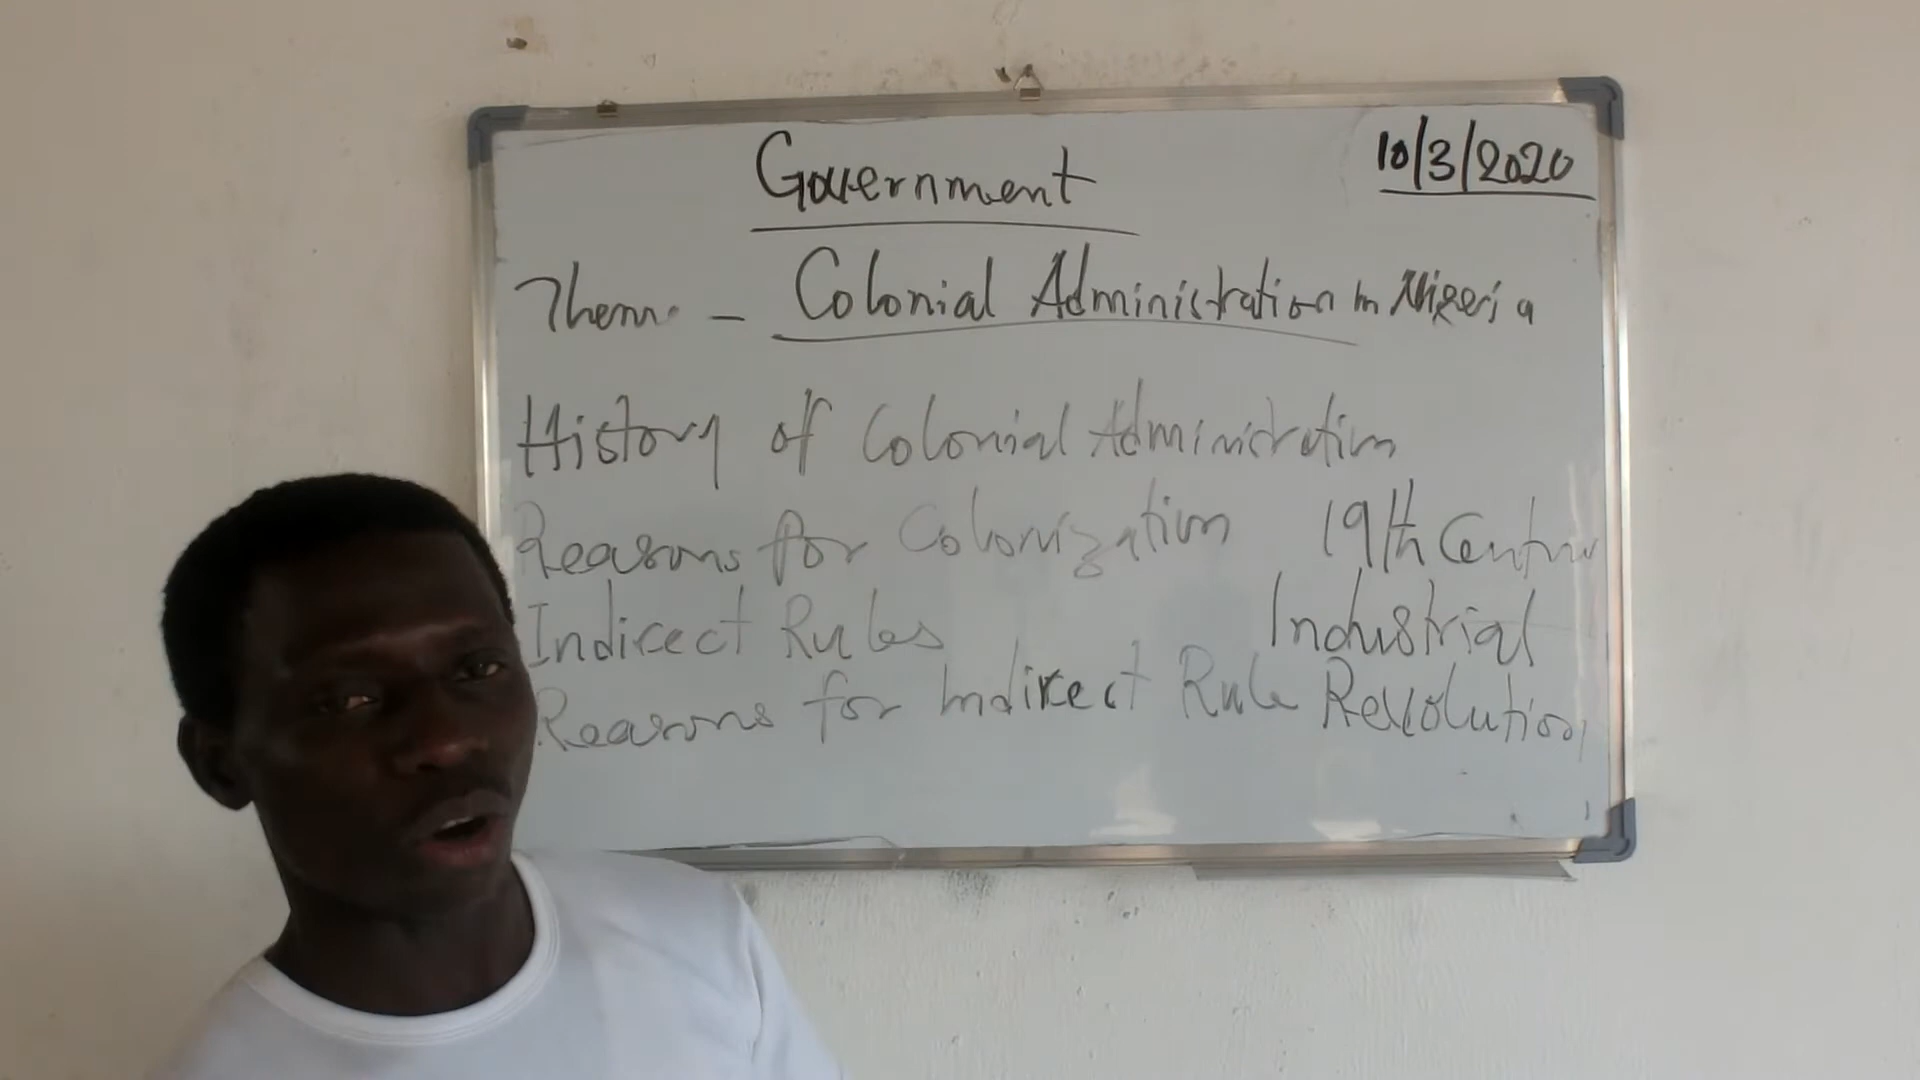 Government
10/3/2020
Theme - Colonial Administration in Nigeria
History of Colonial Administration
Reasons for Colonization 19th Century
Indirect Rules Industrial
Reasons for Indirect Rule Revolution